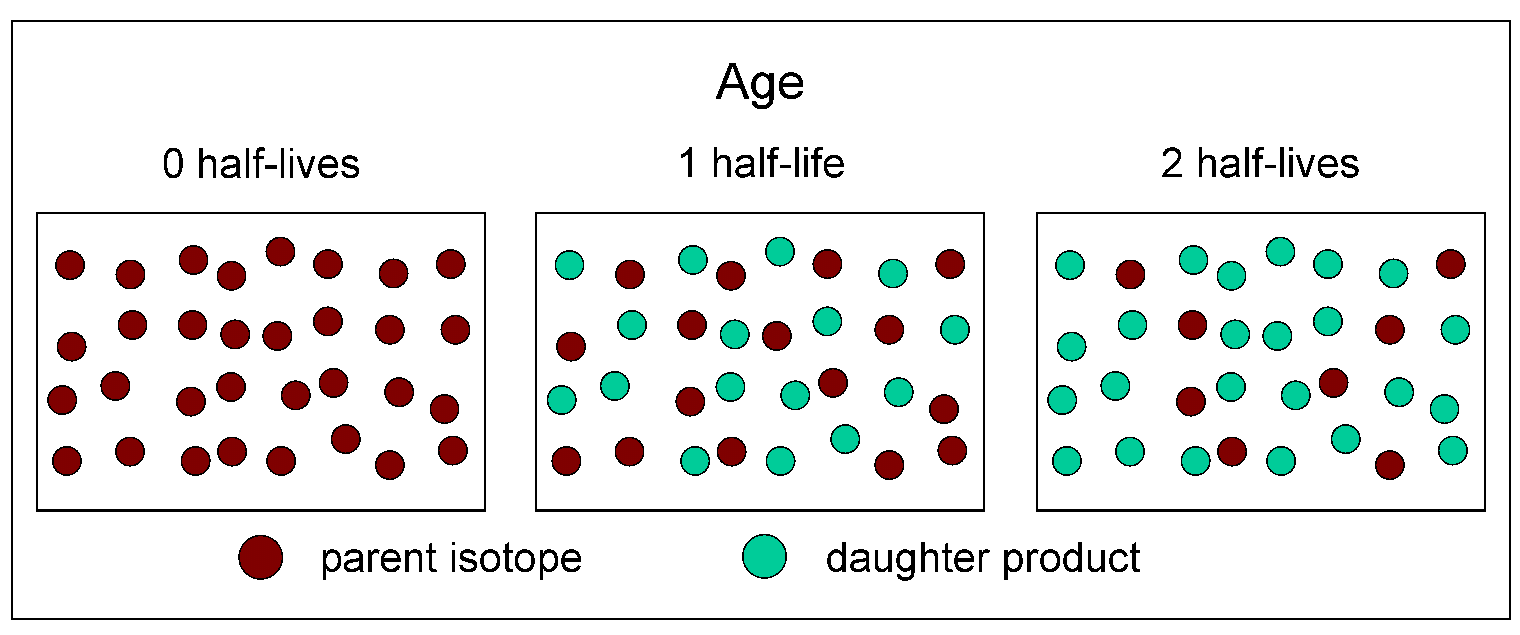 Age
0 half-lives
1 half-life
2 half-lives
parent isotope
daughter product